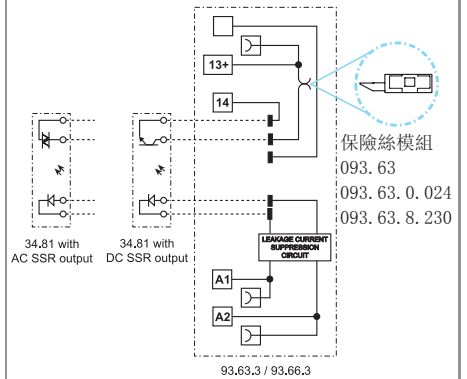 13+
14
保險絲模組
093.63
093.63.0.024
093.63.8.230
34.81 with
AC SSR output
34.81 with
DC SSR output
LEAKAGE CURRENT
SUPPRESSION
CIRCUIT
A1
A2
93.63.3 / 93.66.3